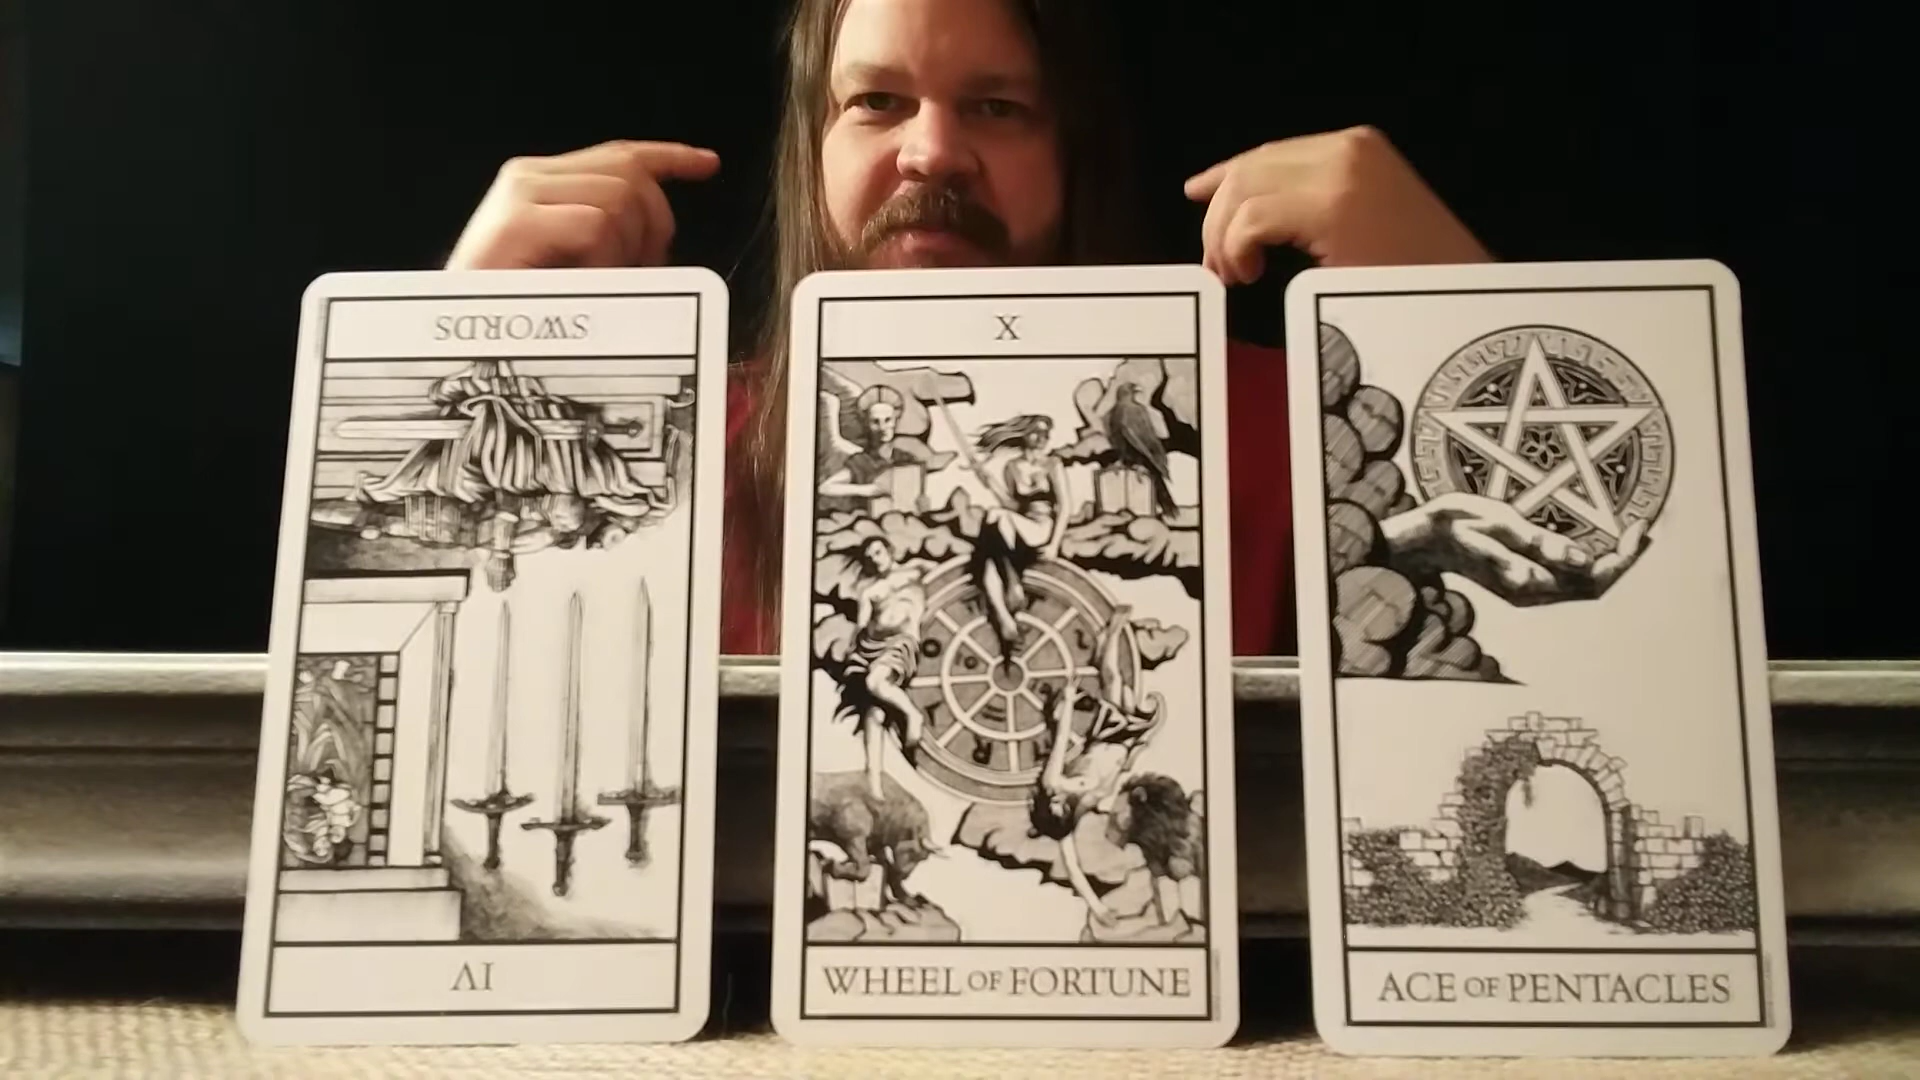 SWORDS
IV
X
WHEEL OF FORTUNE
ACE OF PENTACLES